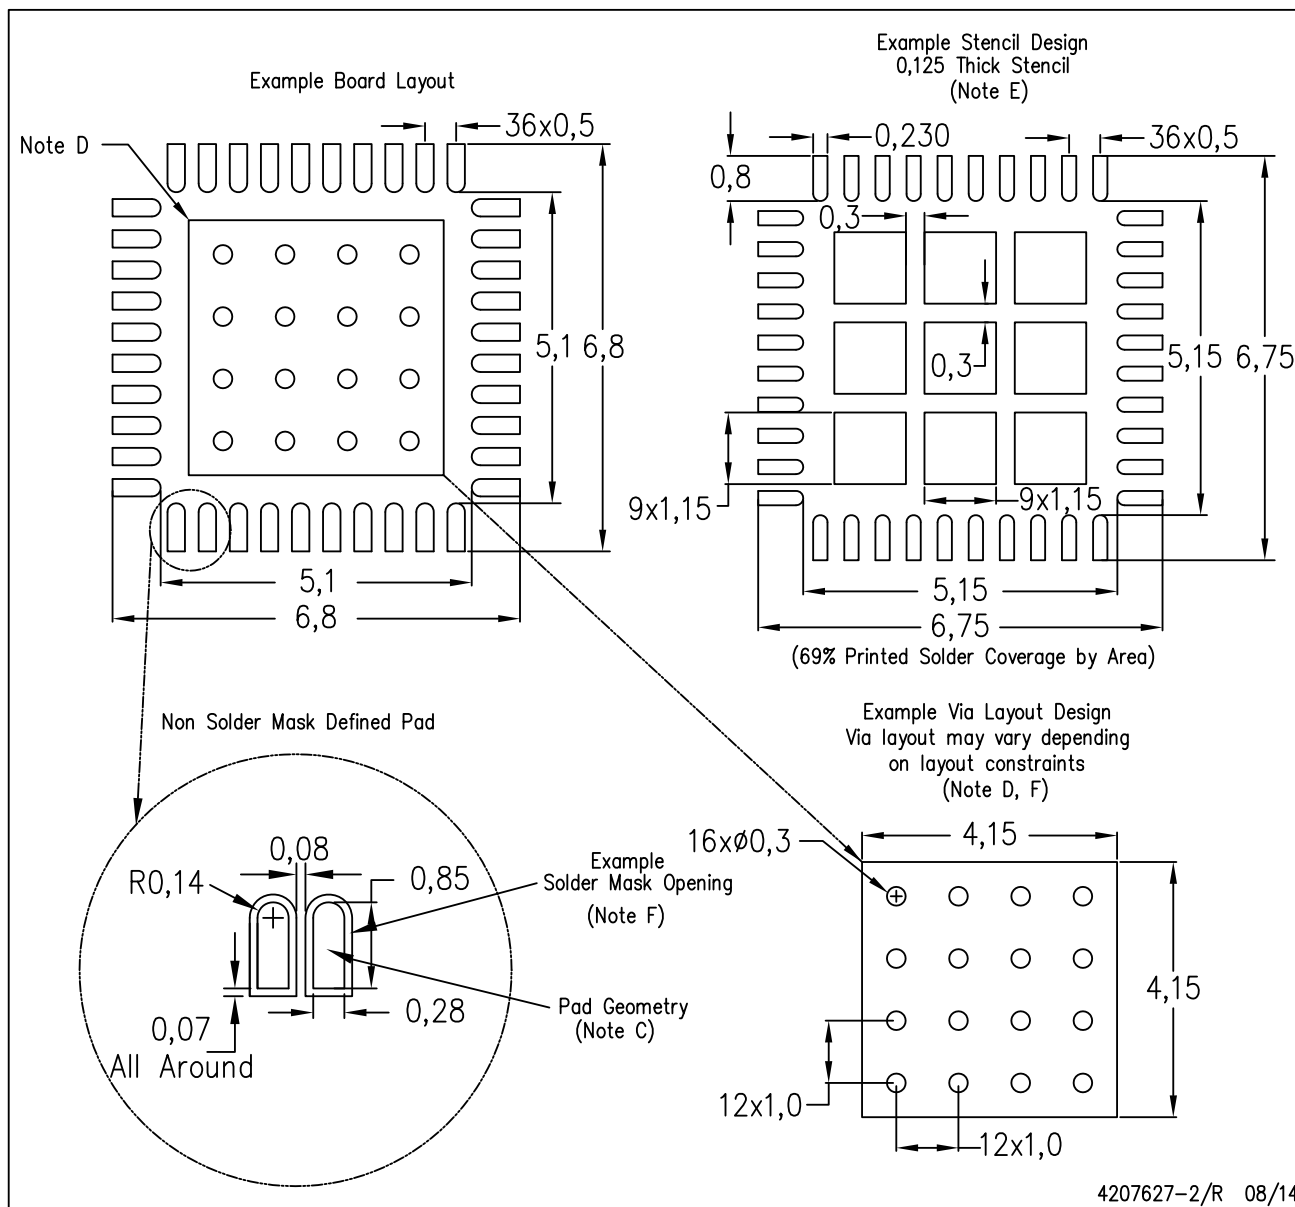 Example Board Layout
Note D
36x0,5
5,1
6,8
5,1
6,8
Example Stencil Design
0,125 Thick Stencil
(Note E)
0,230
36x0,5
0,8
0,3
0,3
5,15
6,75
9x1,15
9x1,15
5,15
6,75
(69% Printed Solder Coverage by Area)
Non Solder Mask Defined Pad
0,08
R0,14
0,85
Example
Solder Mask Opening
(Note F)
0,07
All Around
0,28
Pad Geometry
(Note C)
Example Via Layout Design
Via layout may vary depending
on layout constraints
(Note D, F)
16xø0,3
4,15
4,15
12x1,0
12x1,0
4207627-2/R 08/14